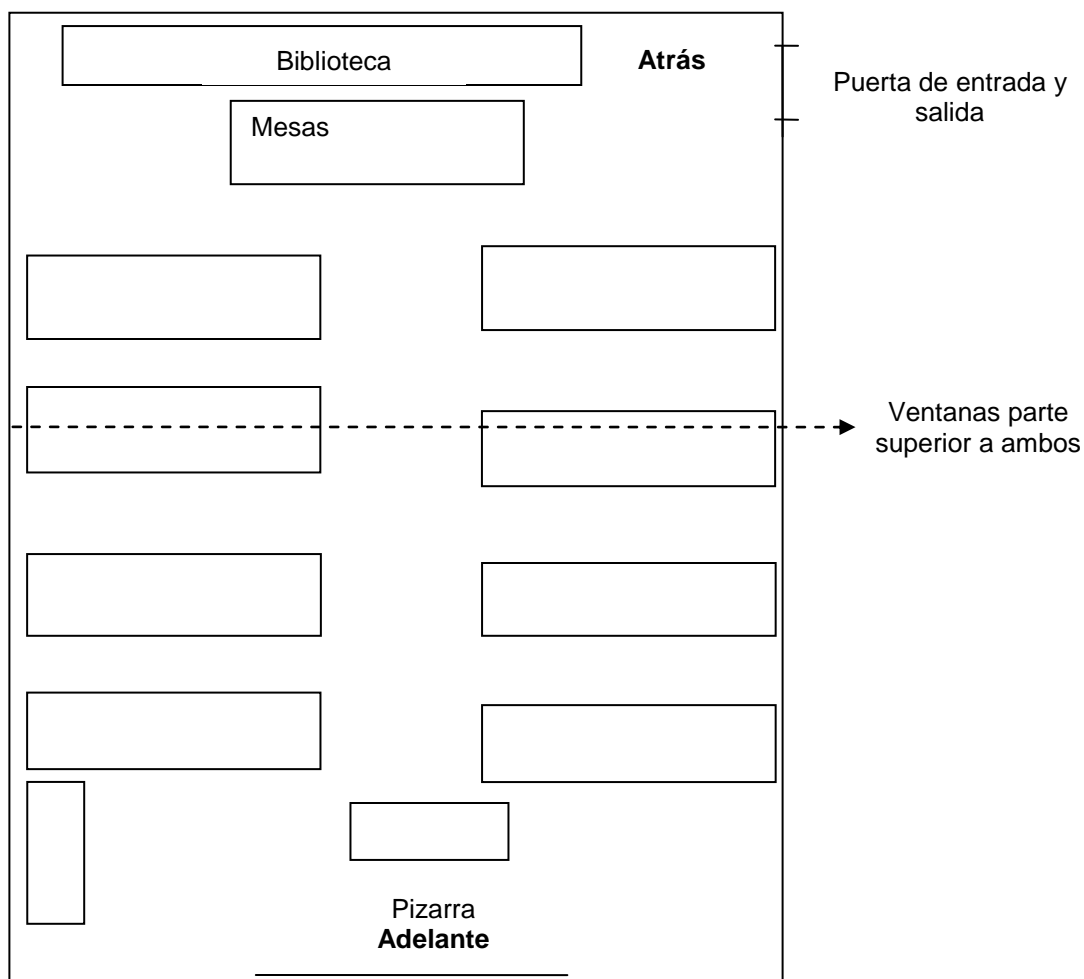 Biblioteca
Atrás
Puerta de entrada y
salida
Mesas
Ventanas parte
superior a ambos
Pizarra
Adelante